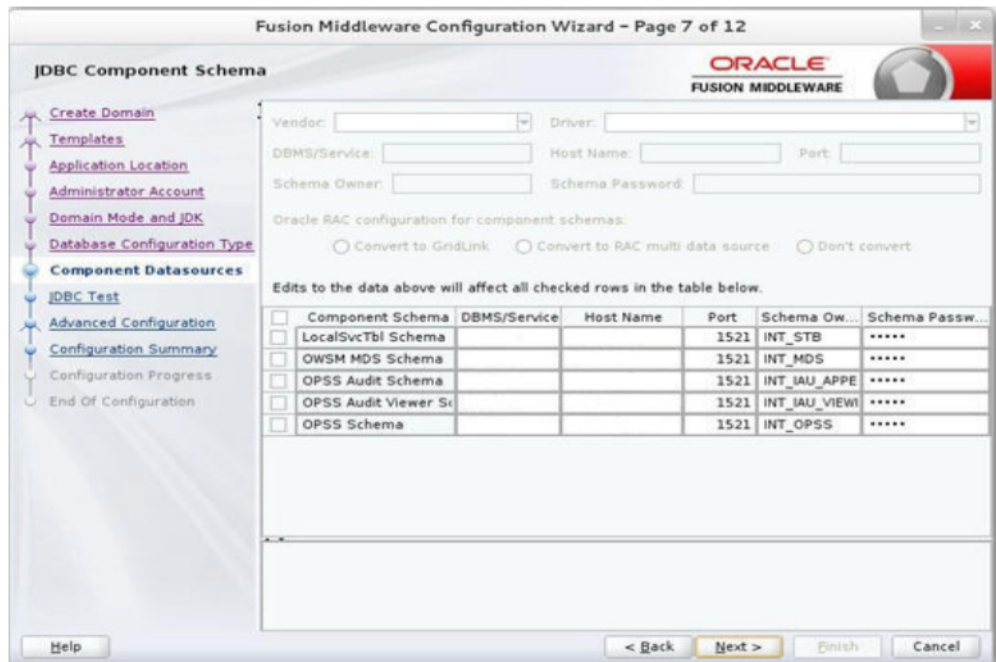 Fusion Middleware Configuration Wizard - Page 7 of 12
JDBC Component Schema
ORACLE
FUSION MIDDLEWARE
Create Domain
Templates
Application Location
Administrator Account
Domain Mode and JDK
Database Configuration Type
Component Datasources
JDBC Test
Advanced Configuration
Configuration Summary
Configuration Progress
End Of Configuration
Vendor: Driver:
DBMS/Service: Host Name: Port:
Schema Owner: Schema Password:
Oracle RAC configuration for component schemas:
Convert to GridLink Convert to RAC multi data source Don't convert
Edits to the data above will affect all checked rows in the table below.
Component Schema DBMS/Service Host Name Port Schema Ow... Schema Passw...
LocalSvcTbl Schema 1521 INT_STB •••••
OWSM MDS Schema 1521 INT_MDS •••••
OPSS Audit Schema 1521 INT_IAU_APPE •••••
OPSS Audit Viewer Sc 1521 INT_IAU_VIEWI •••••
OPSS Schema 1521 INT_OPSS •••••
Help < Back Next > Finish Cancel